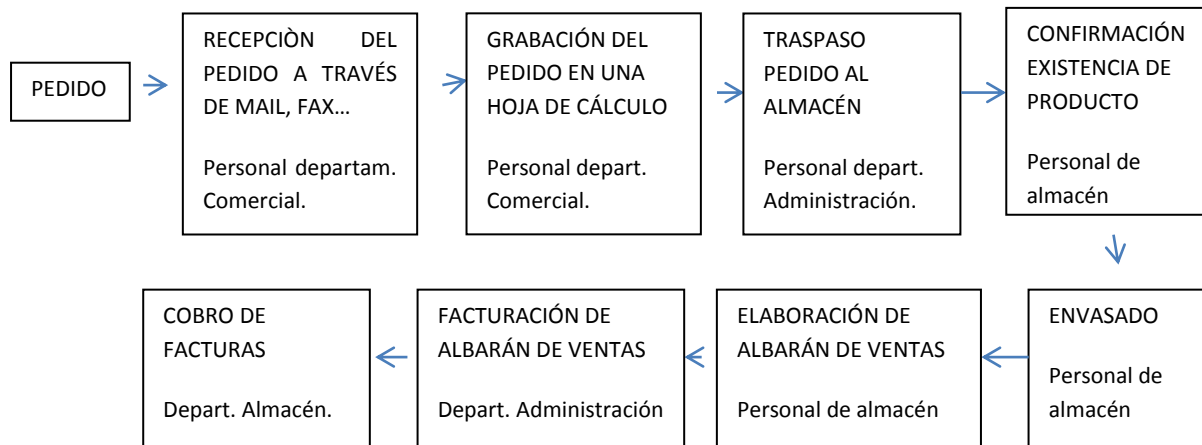 PEDIDO
RECEPCIÒN DEL
PEDIDO A TRAVÉS
DE MAIL, FAX…
Personal departam.
Comercial.
GRABACIÓN DEL
PEDIDO EN UNA
HOJA DE CÁLCULO
Personal depart.
Comercial.
TRASPASO
PEDIDO AL
ALMACÉN
Personal depart.
Administración.
CONFIRMACIÓN
EXISTENCIA DE
PRODUCTO
Personal de
almacén
ENVASADO
Personal de
almacén
ELABORACIÓN DE
ALBARÁN DE VENTAS
Personal de almacén
FACTURACIÓN DE
ALBARÁN DE VENTAS
Depart. Administración
COBRO DE
FACTURAS
Depart. Almacén.